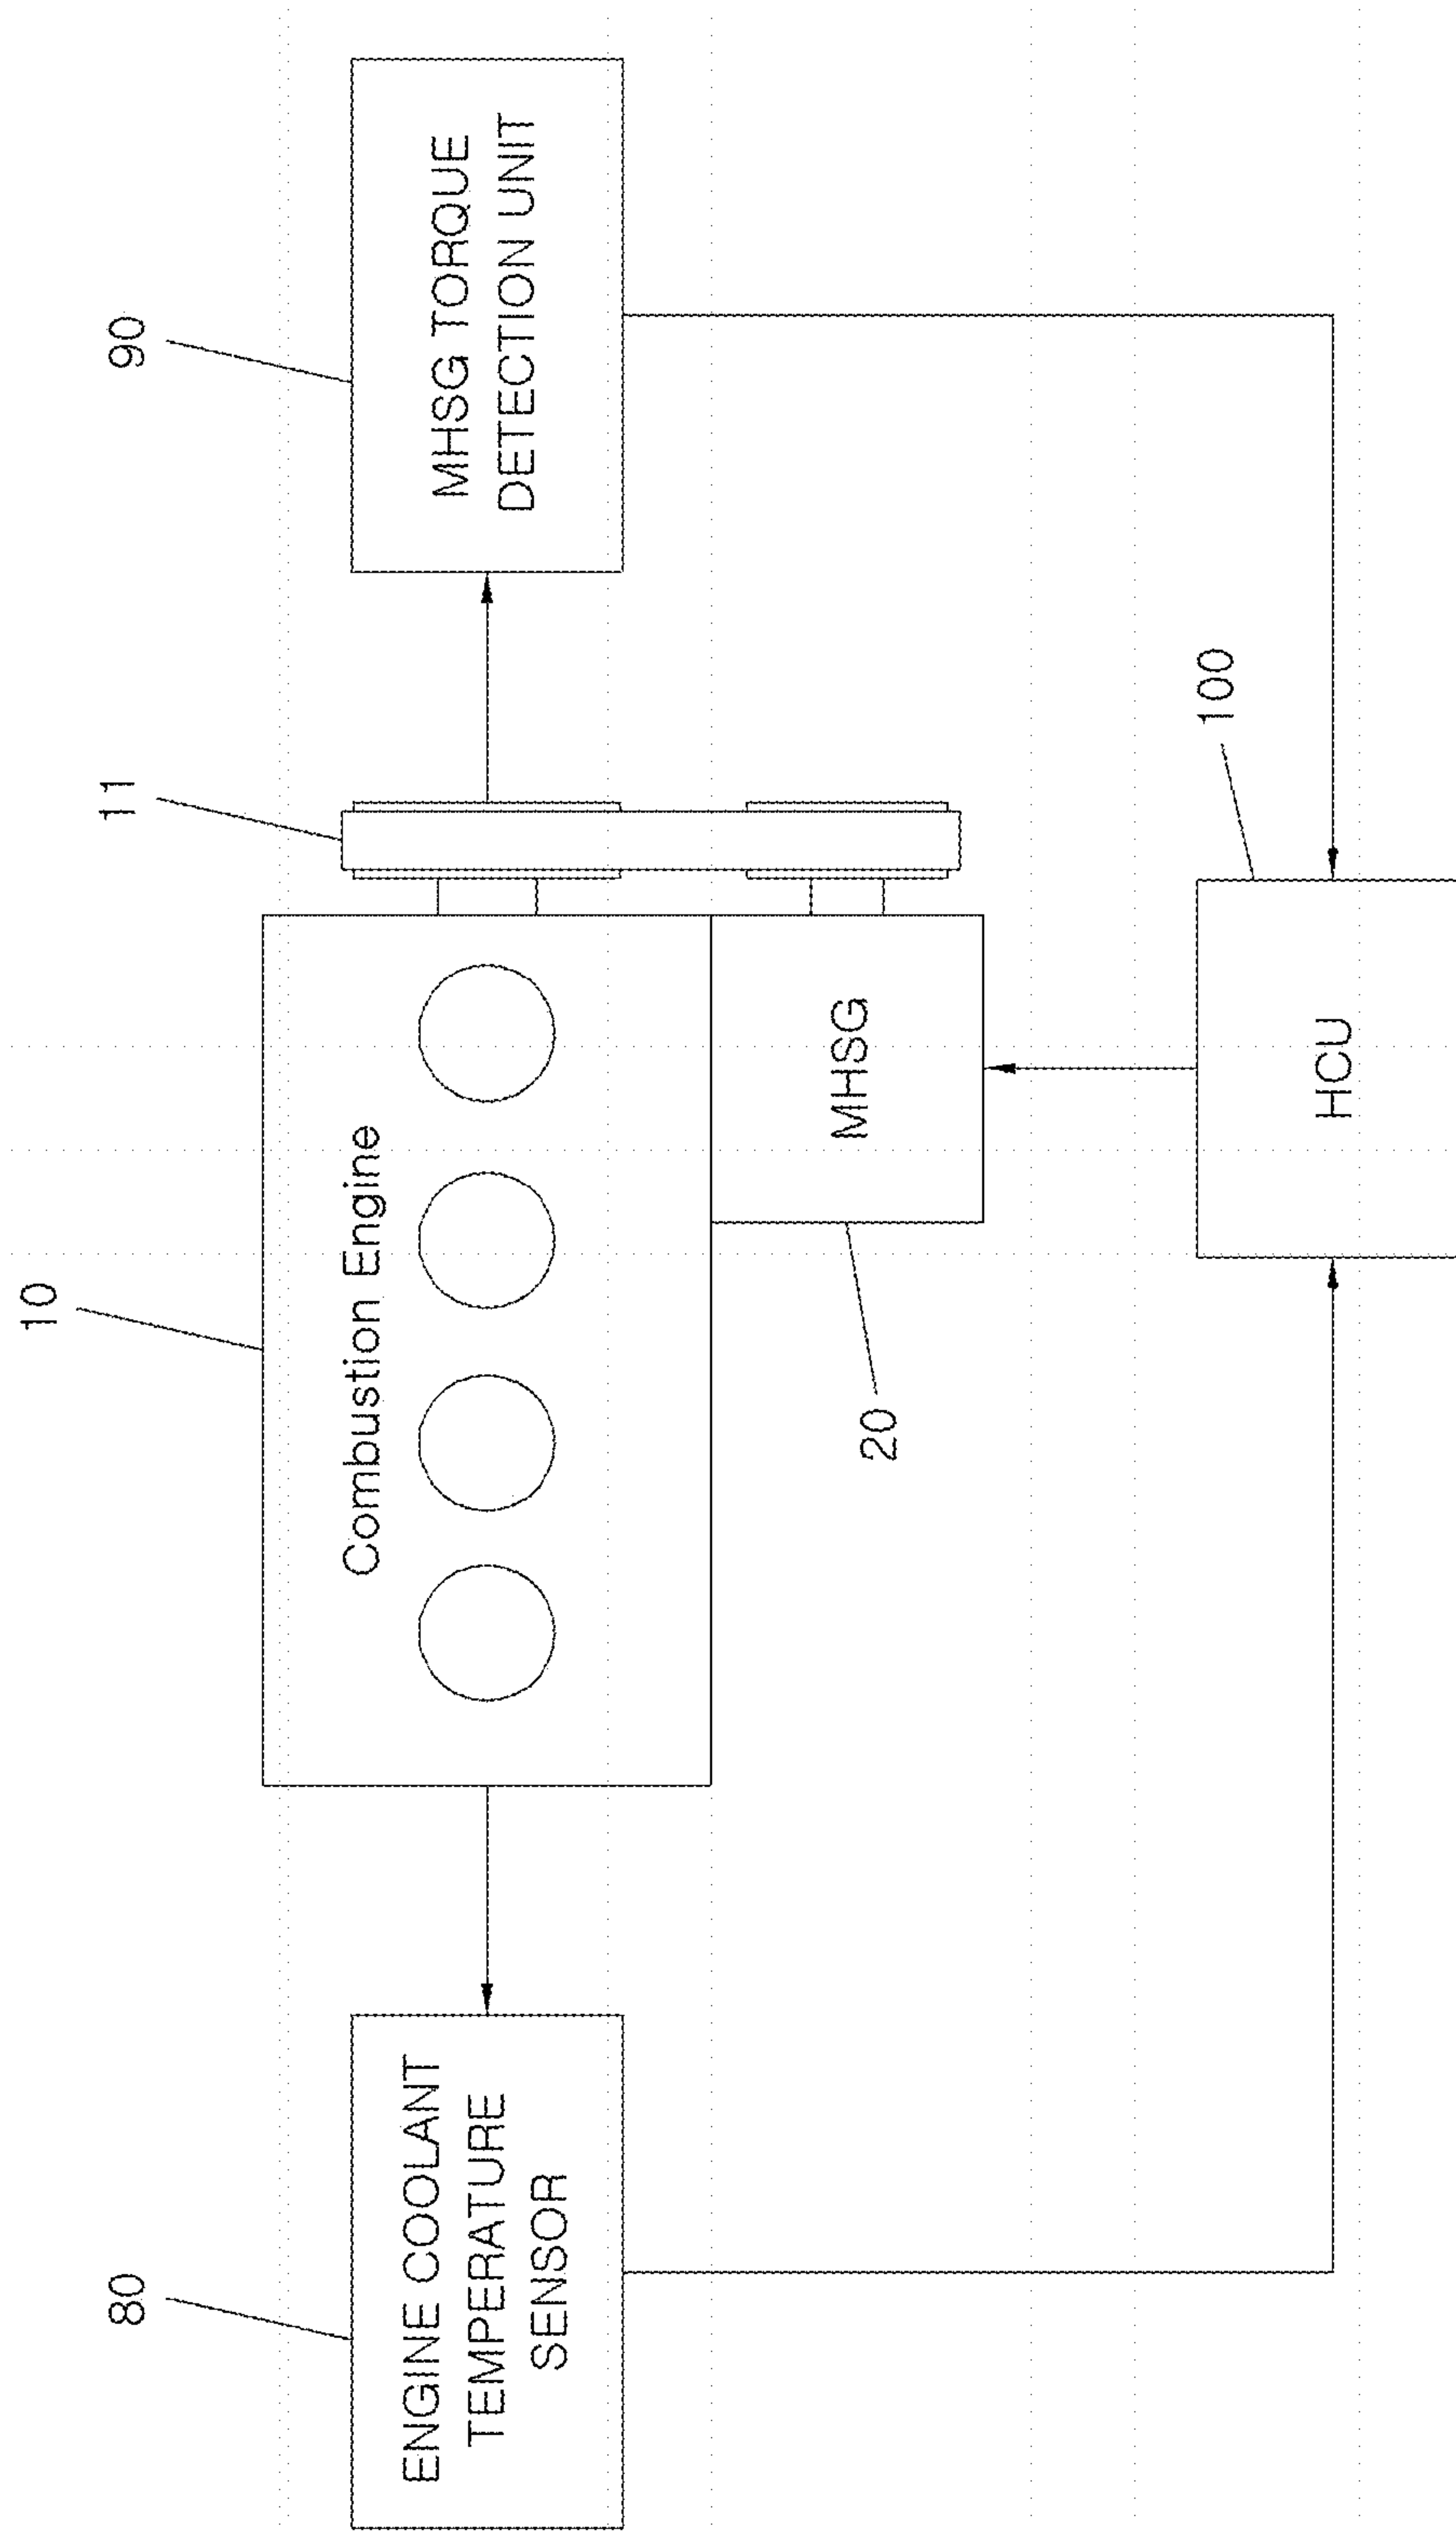 10
80
11
90
Combustion Engine
ENGINE COOLANT
TEMPERATURE
SENSOR
MHSG TORQUE
DETECTION UNIT
20
MHSG
100
HCU